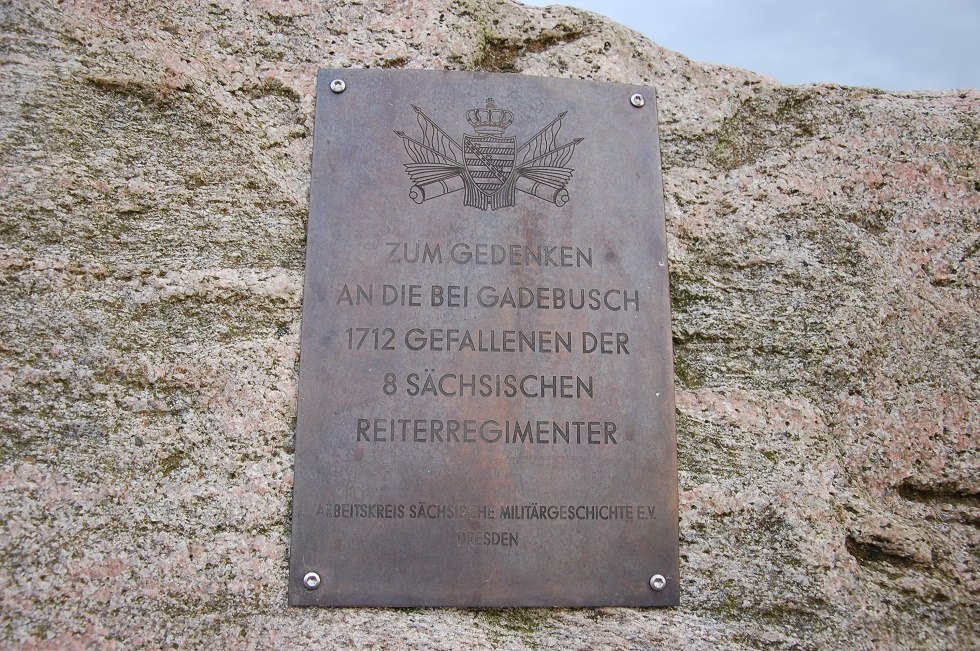 ZUM GEDENKEN
AN DIE BEI GADEBUSCH
1712 GEFALLENEN DER
8 SÄCHSISCHEN
REITERREGIMENTER
ARBEITSKREIS SÄCHSISCHE MILITÄRGESCHICHTE E.V.
DRESDEN